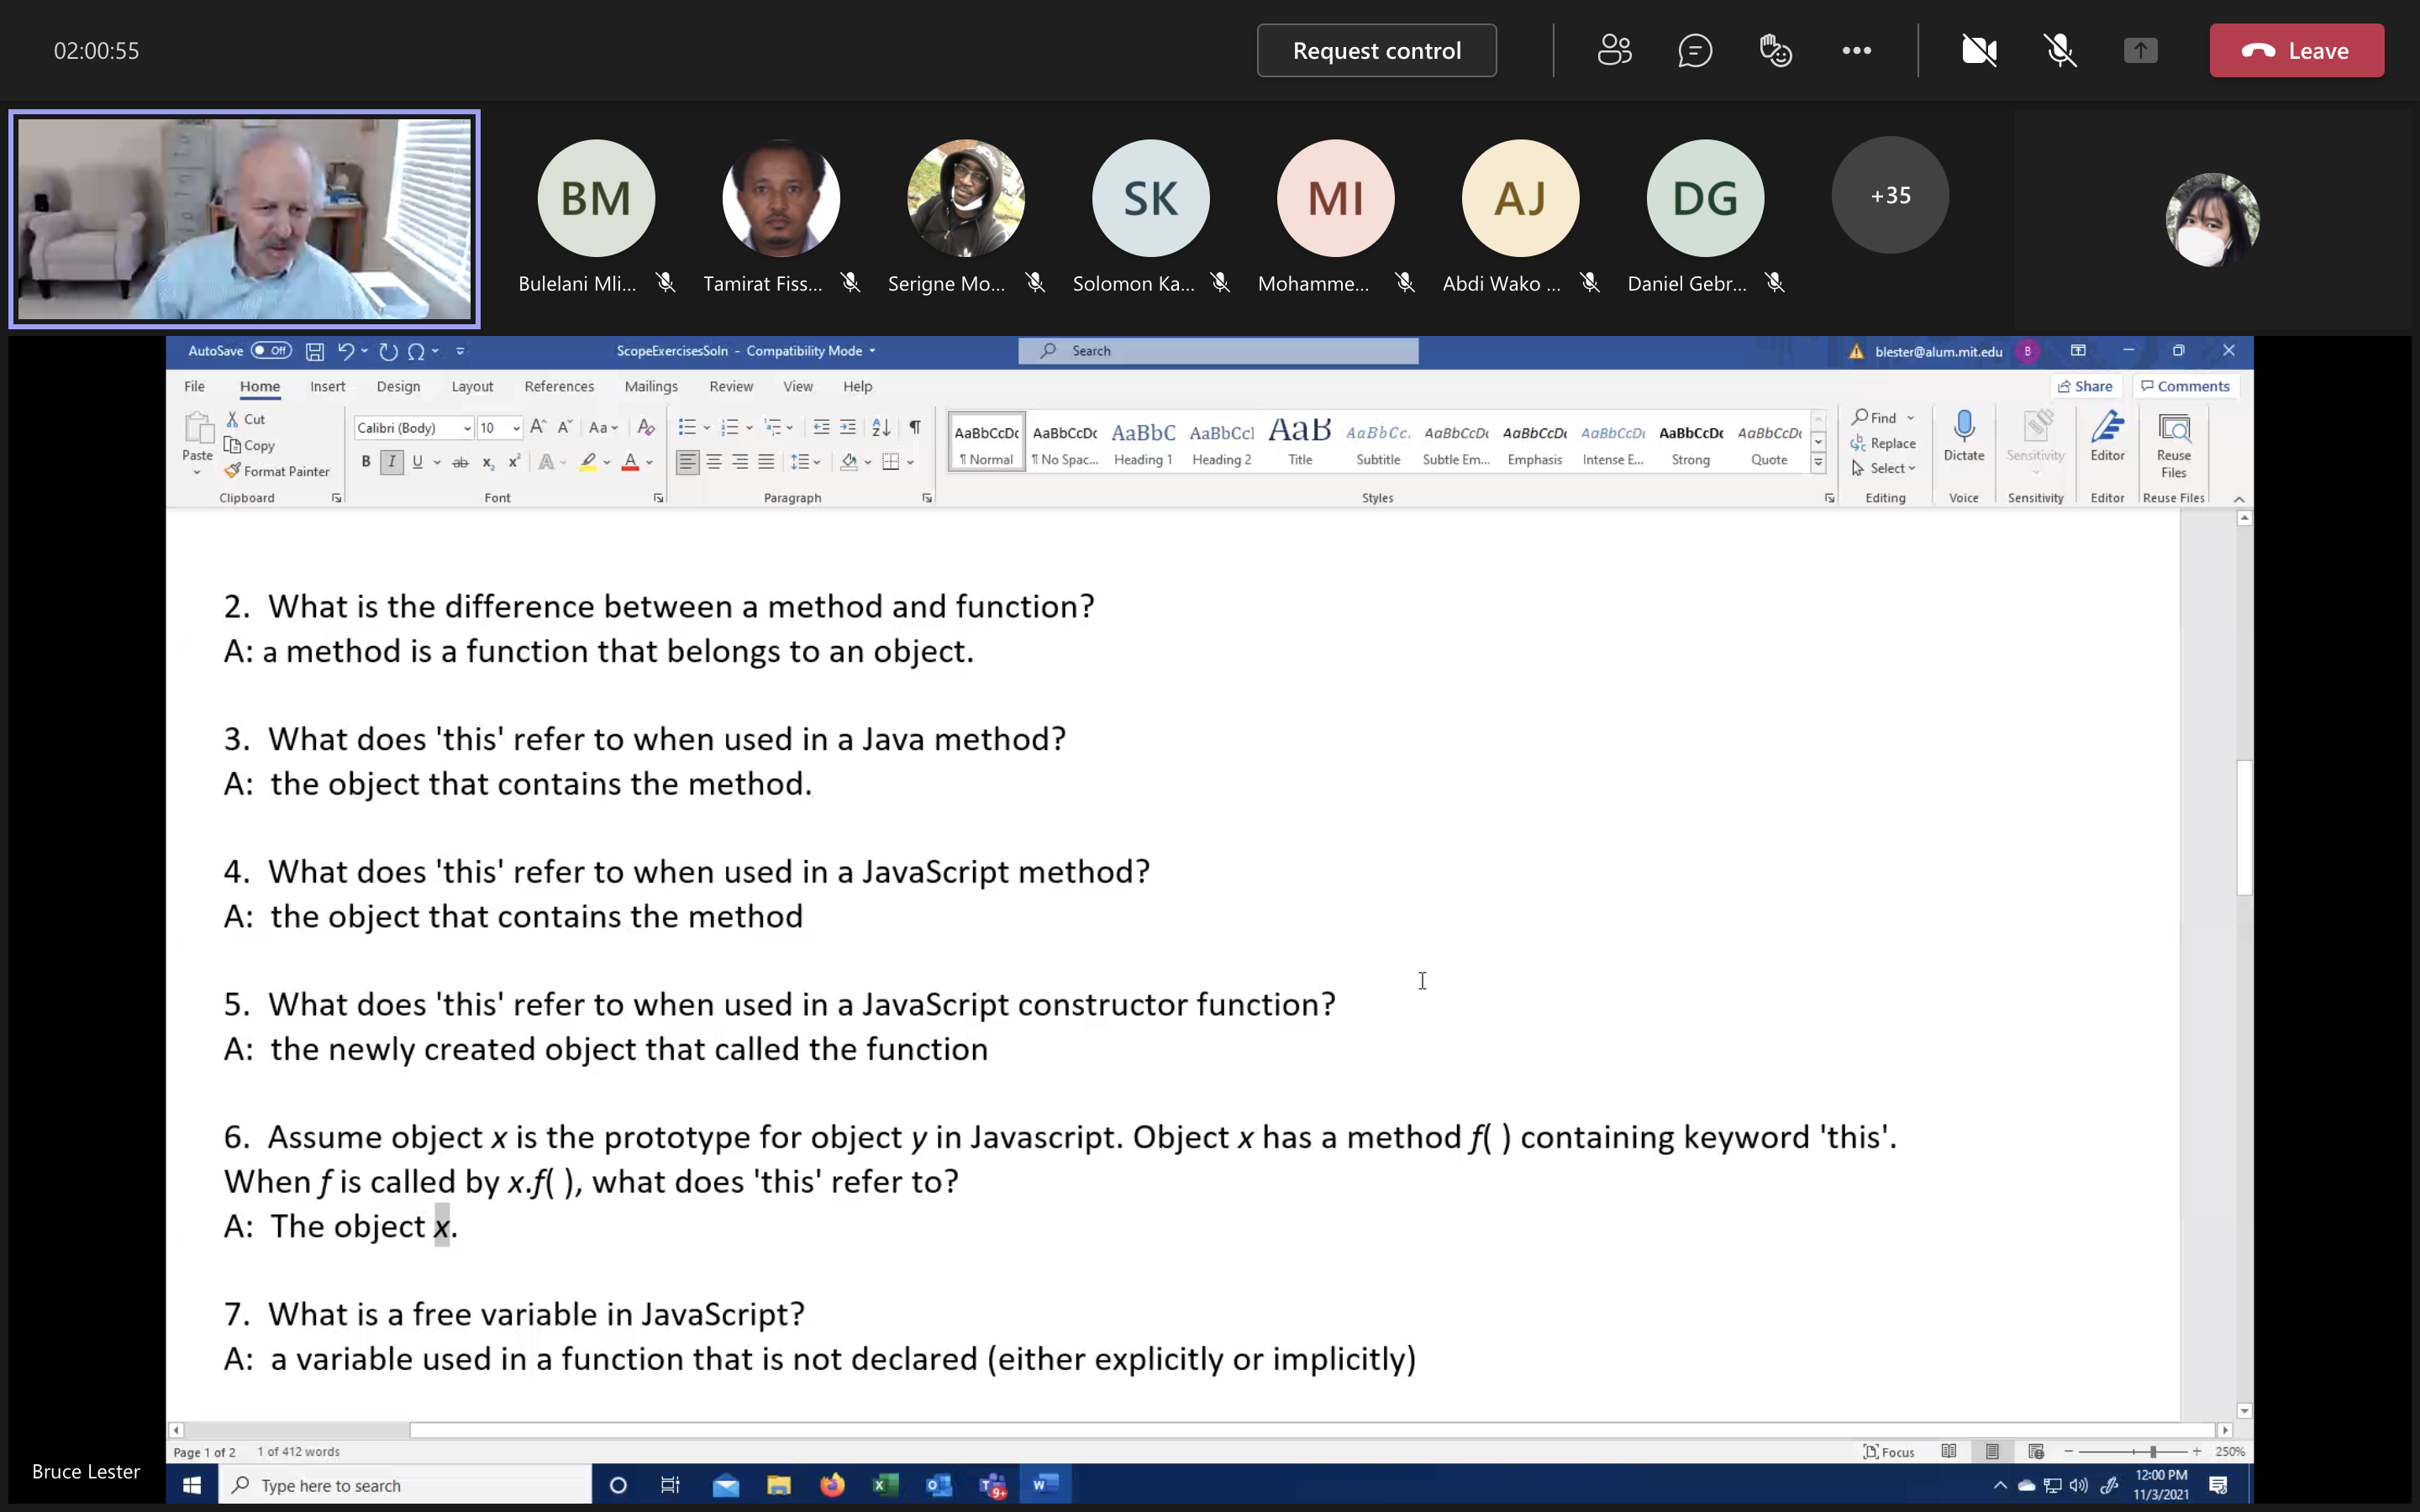 02:00:55
Request control
Leave
BM
SK
MI
AJ
DG
+35
Bulelani Mli...
Tamirat Fiss...
Serigne Mo...
Solomon Ka...
Mohamme...
Abdi Wako ...
Daniel Gebr...
AutoSave Off
ScopeExercisesSoln - Compatibility Mode
Search
blester@alum.mit.edu
B
File Home Insert Design Layout References Mailings Review View Help
Share
Comments
Paste
Cut
Copy
Format Painter
Clipboard
Calibri (Body) 10
Font
Paragraph
AaBbCcDc AaBbCcDc AaBbC AaBbCcI AaB AaBbCc. AaBbCcDc AaBbCcDc AaBbCcDc AaBbCcDc AaBbCcDc
¶ Normal ¶ No Spac... Heading 1 Heading 2 Title Subtitle Subtle Em... Emphasis Intense E... Strong Quote
Styles
Find
Replace
Select
Editing
Dictate
Voice
Sensitivity
Sensitivity
Editor
Editor
Reuse
Files
Reuse Files
2. What is the difference between a method and function?
A: a method is a function that belongs to an object.
3. What does 'this' refer to when used in a Java method?
A: the object that contains the method.
4. What does 'this' refer to when used in a JavaScript method?
A: the object that contains the method
5. What does 'this' refer to when used in a JavaScript constructor function?
A: the newly created object that called the function
6. Assume object x is the prototype for object y in Javascript. Object x has a method f( ) containing keyword 'this'.
When f is called by x.f( ), what does 'this' refer to?
A: The object x.
7. What is a free variable in JavaScript?
A: a variable used in a function that is not declared (either explicitly or implicitly)
Page 1 of 2 1 of 412 words
Focus
250%
Bruce Lester
Type here to search
9+
12:00 PM
11/3/2021